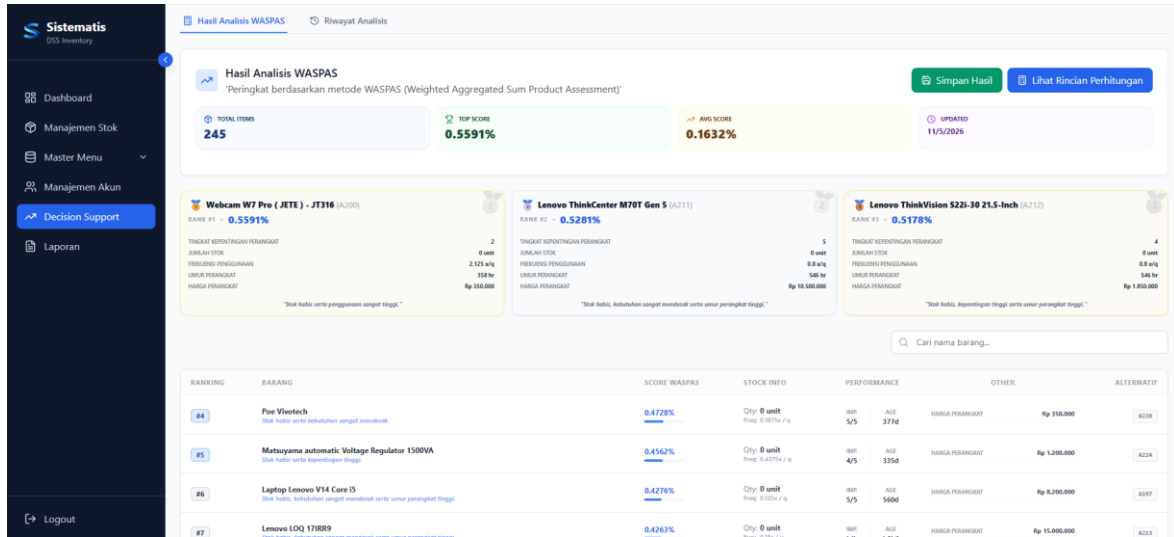 Sistematis
DSS Inventory
Dashboard
Manajemen Stok
Master Menu
Manajemen Akun
Decision Support
Laporan
Logout
Hasil Analisis WASPAS
Riwayat Analisis
Hasil Analisis WASPAS
'Peringkat berdasarkan metode WASPAS (Weighted Aggregated Sum Product Assessment)'
Simpan Hasil
Lihat Rincian Perhitungan
TOTAL ITEMS
245
TOP SCORE
0.5591%
AVG SCORE
0.1632%
UPDATED
11/5/2026
Webcam W7 Pro ( JETE ) - JT316 (A200)
RANK #1 • 0.5591%
TINGKAT KEPENTINGAN PERANGKAT 2
JUMLAH STOK 0 unit
FREKUENSI PENGGUNAAN 2.125 x/q
UMUR PERANGKAT 358 hr
HARGA PERANGKAT Rp 350.000
"Stok habis serta penggunaan sangat tinggi."
Lenovo ThinkCenter M70T Gen 5 (A211)
RANK #2 • 0.5281%
TINGKAT KEPENTINGAN PERANGKAT 5
JUMLAH STOK 0 unit
FREKUENSI PENGGUNAAN 0.8 x/q
UMUR PERANGKAT 546 hr
HARGA PERANGKAT Rp 10.500.000
"Stok habis, kebutuhan sangat mendesak serta umur perangkat tinggi."
Lenovo ThinkVision S22i-30 21.5-Inch (A212)
RANK #3 • 0.5178%
TINGKAT KEPENTINGAN PERANGKAT 4
JUMLAH STOK 0 unit
FREKUENSI PENGGUNAAN 0.8 x/q
UMUR PERANGKAT 546 hr
HARGA PERANGKAT Rp 1.850.000
"Stok habis, kepentingan tinggi serta umur perangkat tinggi."
Cari nama barang...
RANKING BARANG SCORE WASPAS STOCK INFO PERFORMANCE OTHER ALTERNATIF
#4 Poe Vivotech 0.4728% Qty: 0 unit IMP. AGE HARGA PERANGKAT Rp 350.000 A228
Stok habis serta kebutuhan sangat mendesak. Freq: 0.1875x / q 5/5 377d
#5 Matsuyama automatic Voltage Regulator 1500VA 0.4562% Qty: 0 unit IMP. AGE HARGA PERANGKAT Rp 1.200.000 A224
Stok habis serta kepentingan tinggi. Freq: 0.4375x / q 4/5 335d
#6 Laptop Lenovo V14 Core i5 0.4276% Qty: 0 unit IMP. AGE HARGA PERANGKAT Rp 8.200.000 A197
Stok habis, kebutuhan sangat mendesak serta umur perangkat tinggi. Freq: 0.125x / q 5/5 560d
#7 Lenovo LOQ 17IRR9 0.4263% Qty: 0 unit IMP. AGE HARGA PERANGKAT Rp 15.000.000 A213